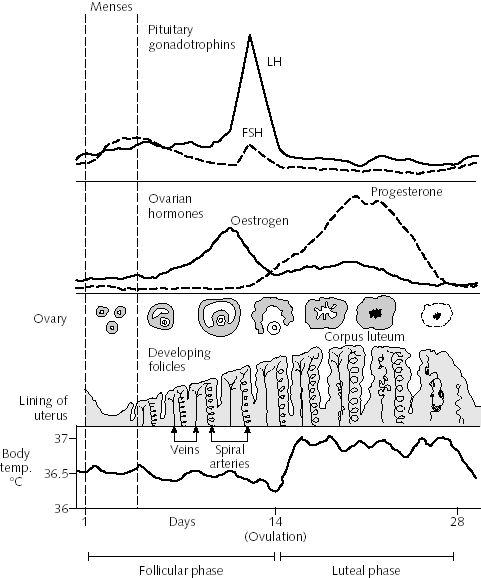 Menses
Pituitary
gonadotrophins
LH
FSH
Ovarian
hormones
Oestrogen
Progesterone
Ovary
Corpus luteum
Developing
follicles
Lining of
uterus
Veins
Spiral
arteries
Body
temp.
°C
37
36.5
36
1
Days
14
28
(Ovulation)
Follicular phase
Luteal phase